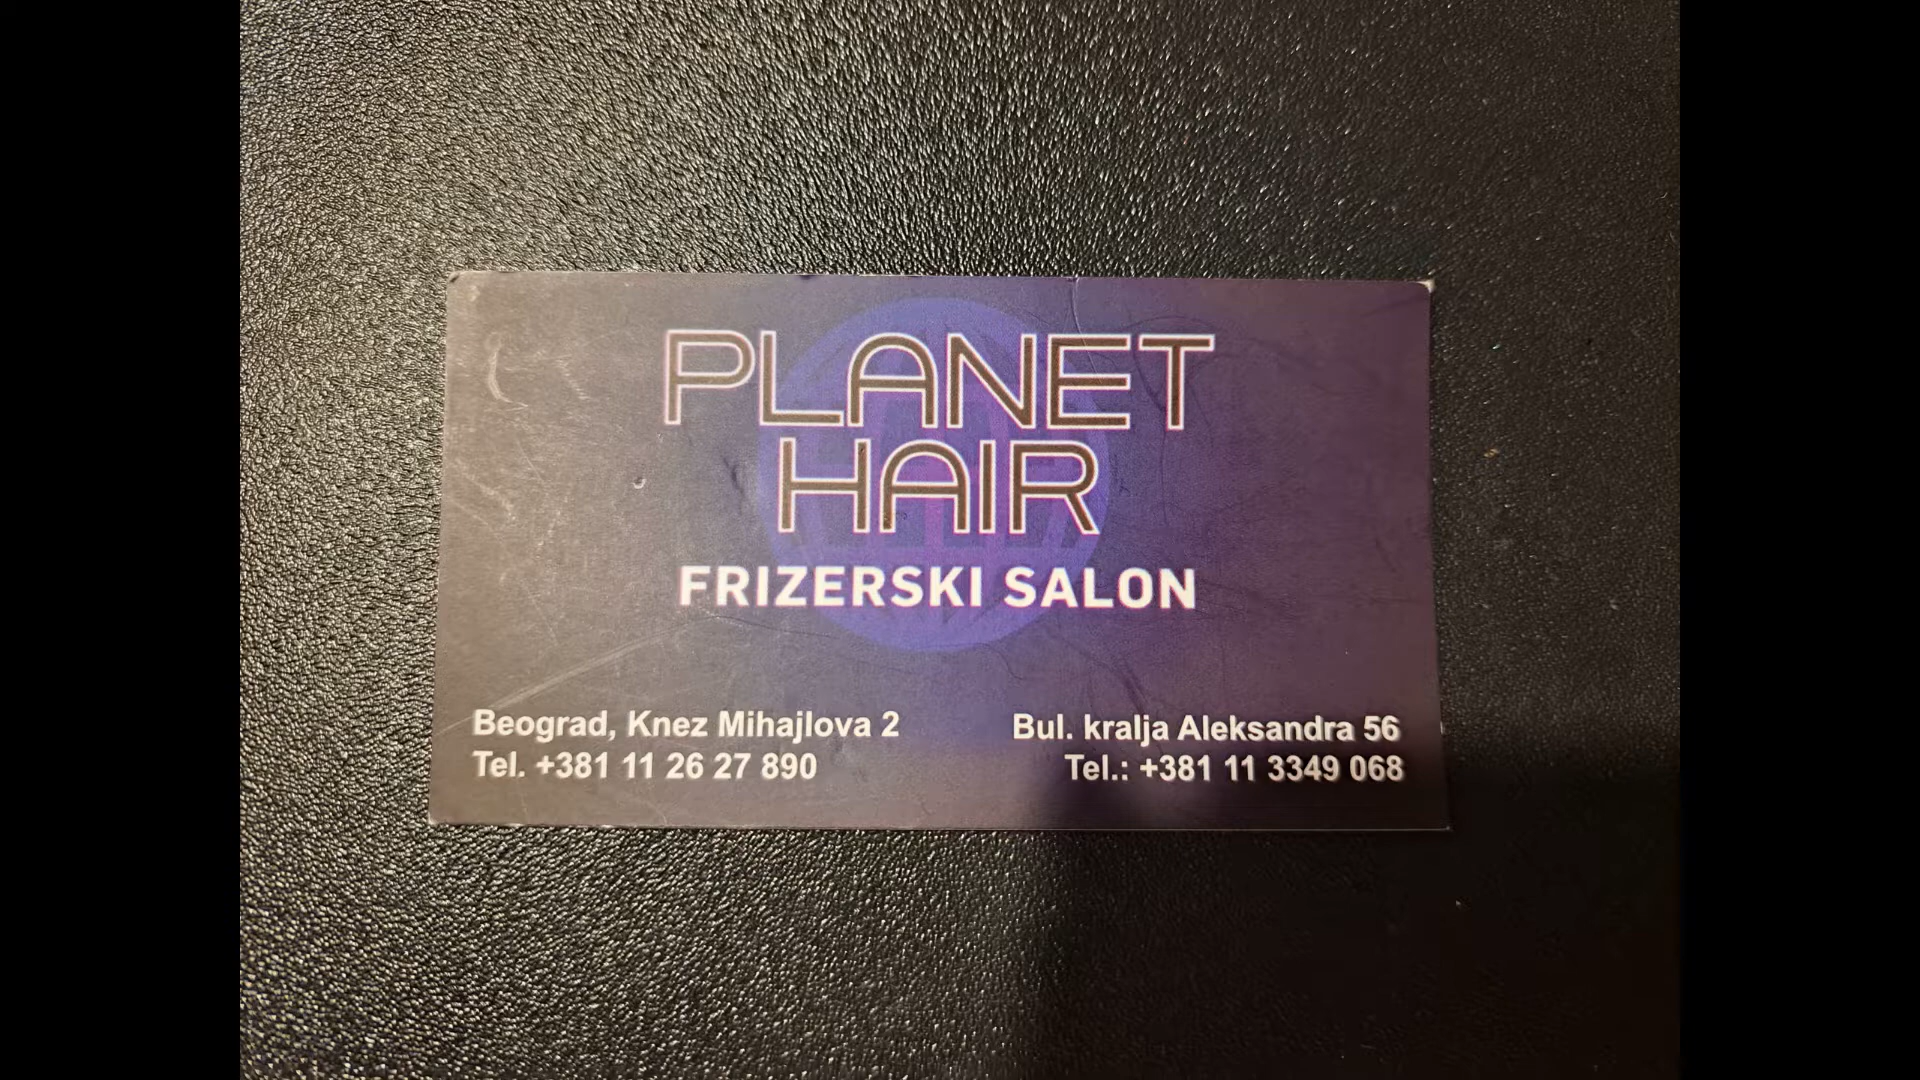 PLANET
HAIR
FRIZERSKI SALON
Beograd, Knez Mihajlova 2
Tel. +381 11 26 27 890
Bul. kralja Aleksandra 56
Tel.: +381 11 3349 068